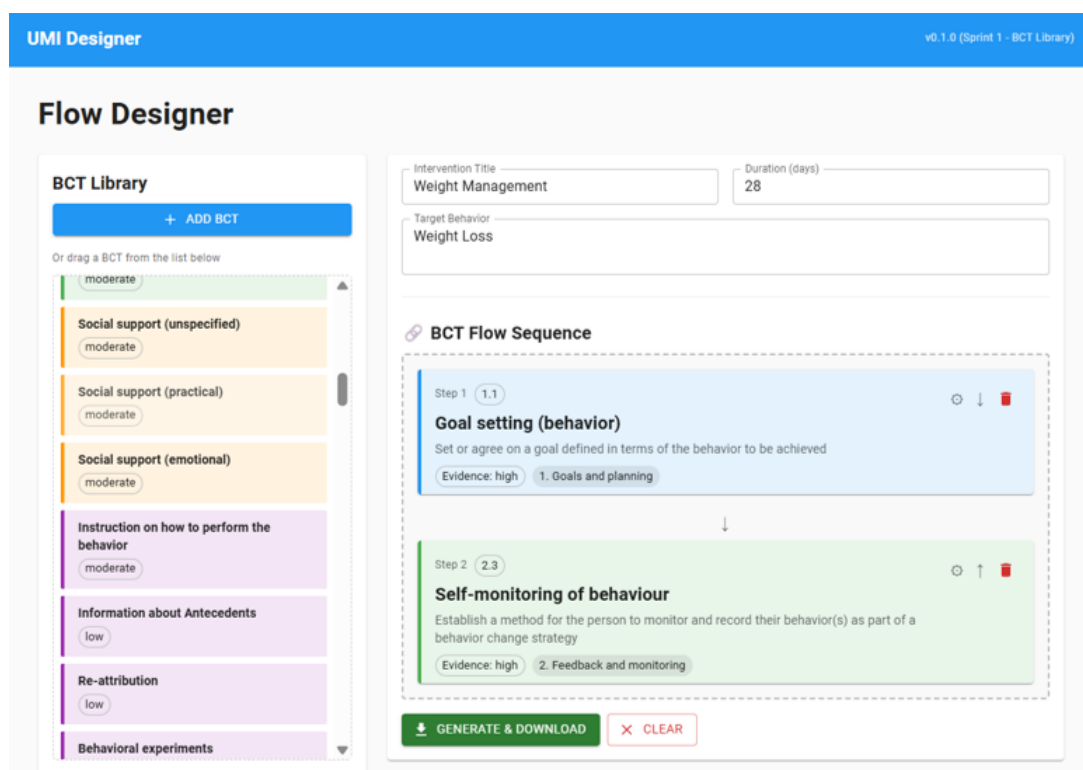 UMI Designer
v0.1.0 (Sprint 1 - BCT Library)
Flow Designer
BCT Library
+ ADD BCT
Or drag a BCT from the list below
moderate
Social support (unspecified)
moderate
Social support (practical)
moderate
Social support (emotional)
moderate
Instruction on how to perform the
behavior
moderate
Information about Antecedents
low
Re-attribution
low
Behavioral experiments
Intervention Title
Weight Management
Duration (days)
28
Target Behavior
Weight Loss
BCT Flow Sequence
Step 1 1.1
Goal setting (behavior)
Set or agree on a goal defined in terms of the behavior to be achieved
Evidence: high 1. Goals and planning
Step 2 2.3
Self-monitoring of behaviour
Establish a method for the person to monitor and record their behavior(s) as part of a
behavior change strategy
Evidence: high 2. Feedback and monitoring
GENERATE & DOWNLOAD
CLEAR